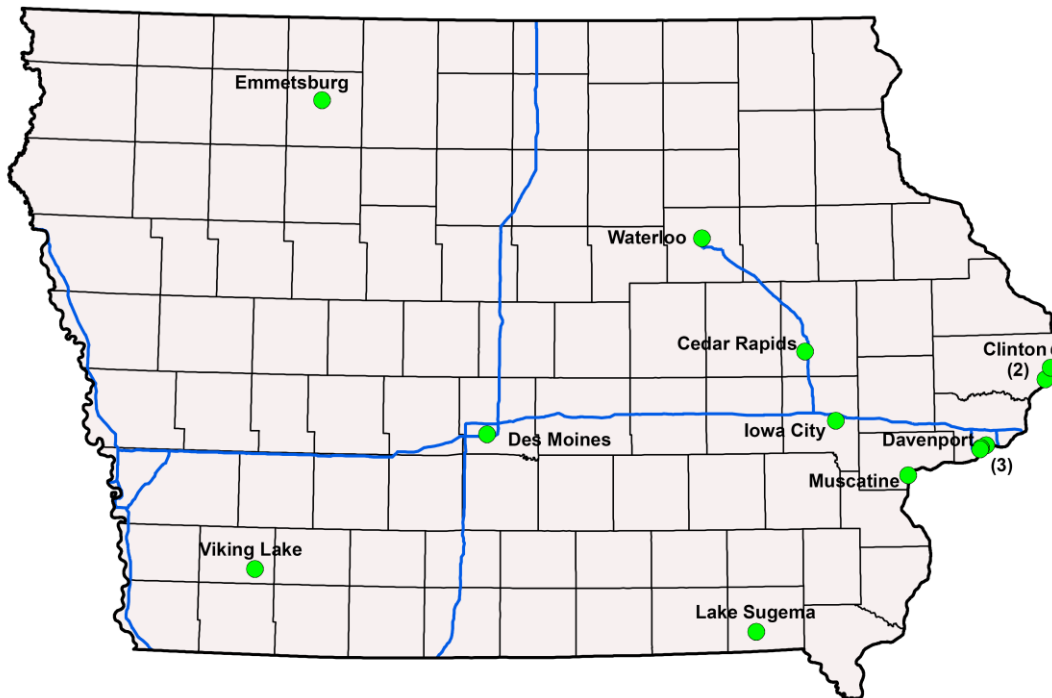 Emmetsburg
Waterloo
Cedar Rapids
Clinton
(2)
Des Moines
Iowa City
Davenport
(3)
Muscatine
Viking Lake
Lake Sugema